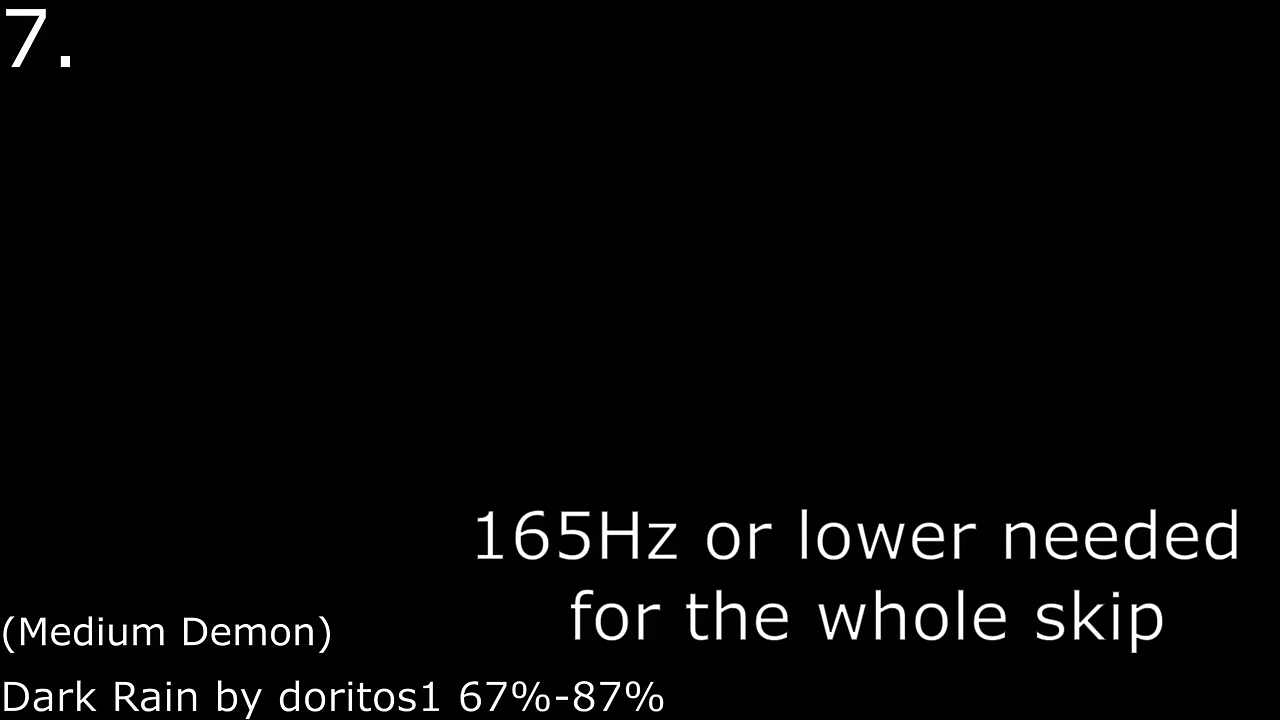 7.
165Hz or lower needed
for the whole skip
(Medium Demon)
Dark Rain by doritos1 67%-87%